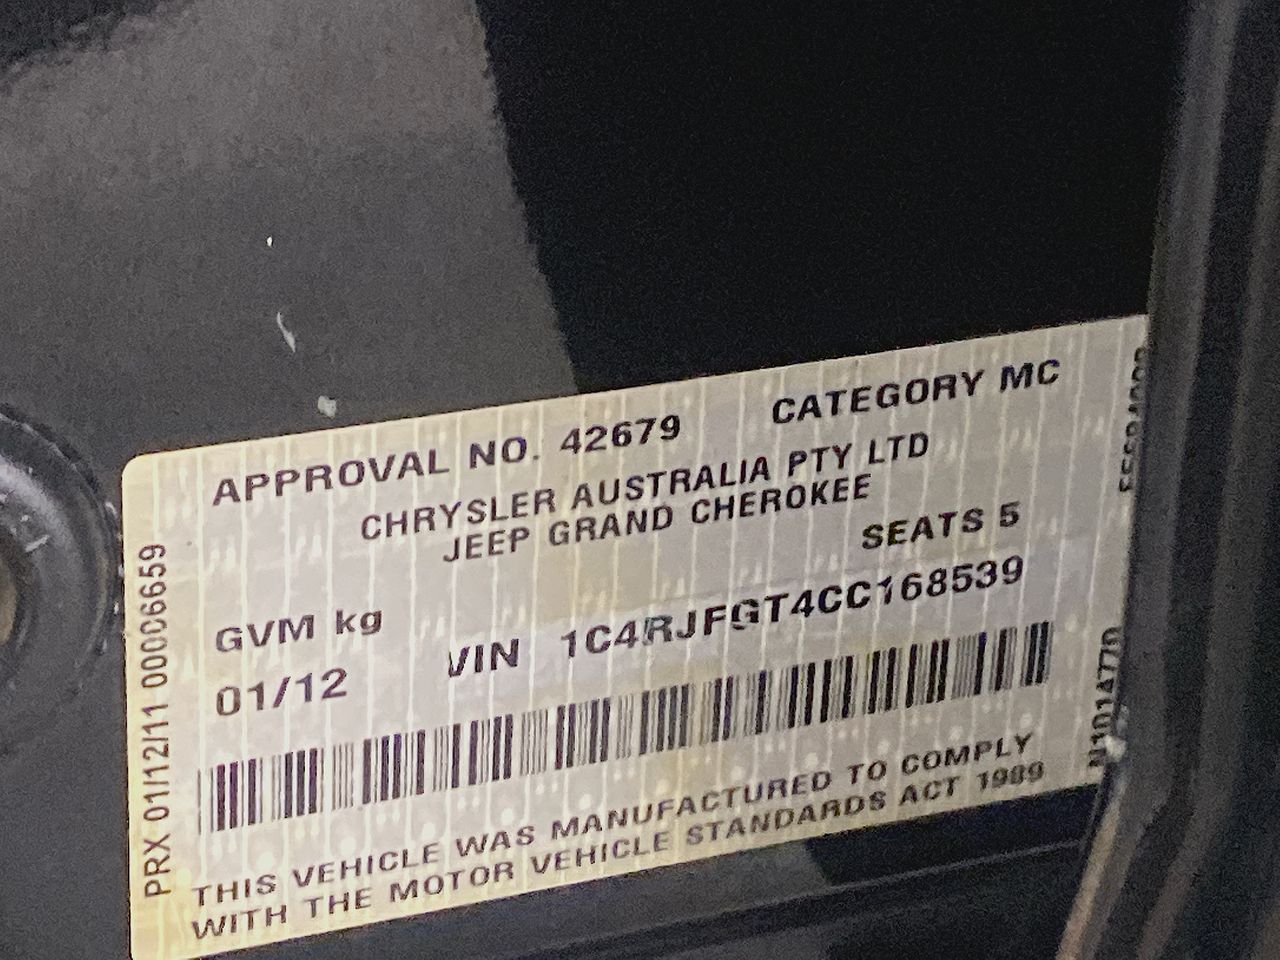 APPROVAL NO. 42679 CATEGORY MC
CHRYSLER AUSTRALIA PTY LTD
JEEP GRAND CHEROKEE
SEATS 5
GVM kg
01/12 VIN 1C4RJFGT4CC168539
THIS VEHICLE WAS MANUFACTURED TO COMPLY
WITH THE MOTOR VEHICLE STANDARDS ACT 1989
PRX 01/12/11 00006659
N1014770